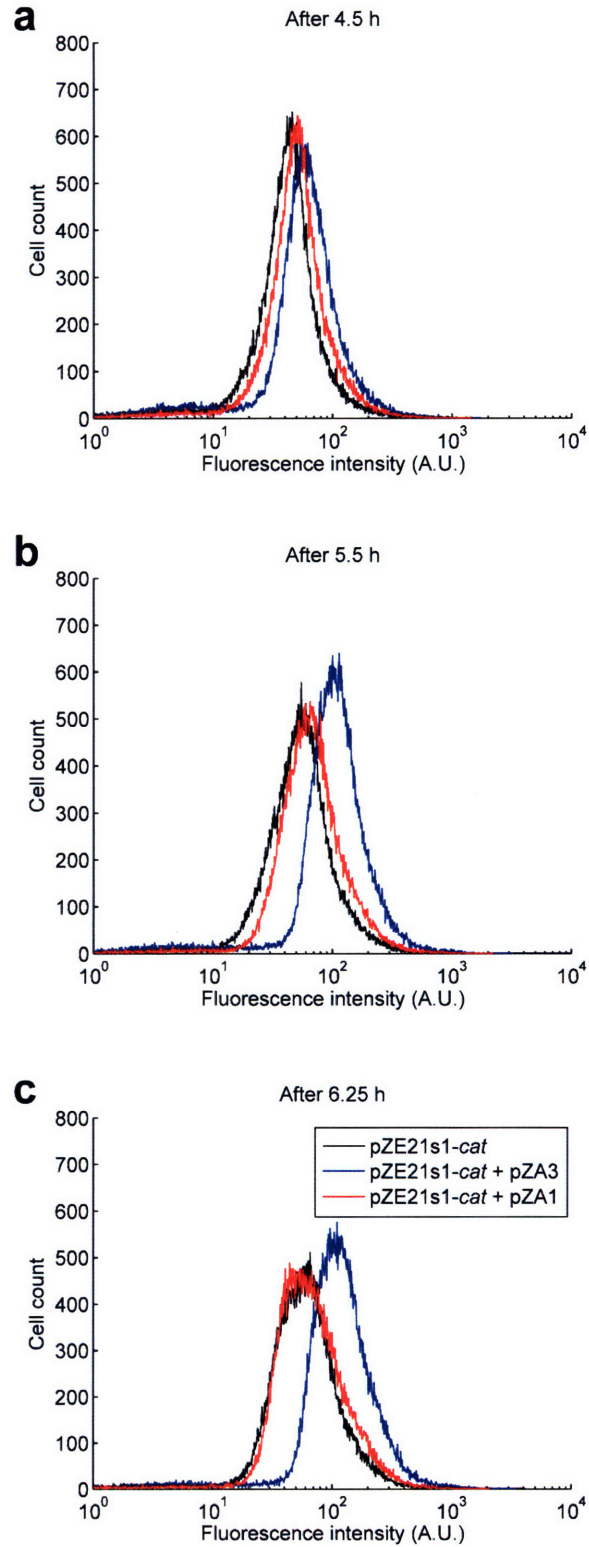 a
After 4.5 h
800
700
600
500
400
300
200
100
0
Cell count
10^0 10^1 10^2 10^3 10^4
Fluorescence intensity (A.U.)
b
After 5.5 h
800
700
600
500
400
300
200
100
0
Cell count
10^0 10^1 10^2 10^3 10^4
Fluorescence intensity (A.U.)
c
After 6.25 h
800
700
600
500
400
300
200
100
0
Cell count
pZE21s1-cat
pZE21s1-cat + pZA3
pZE21s1-cat + pZA1
10^0 10^1 10^2 10^3 10^4
Fluorescence intensity (A.U.)